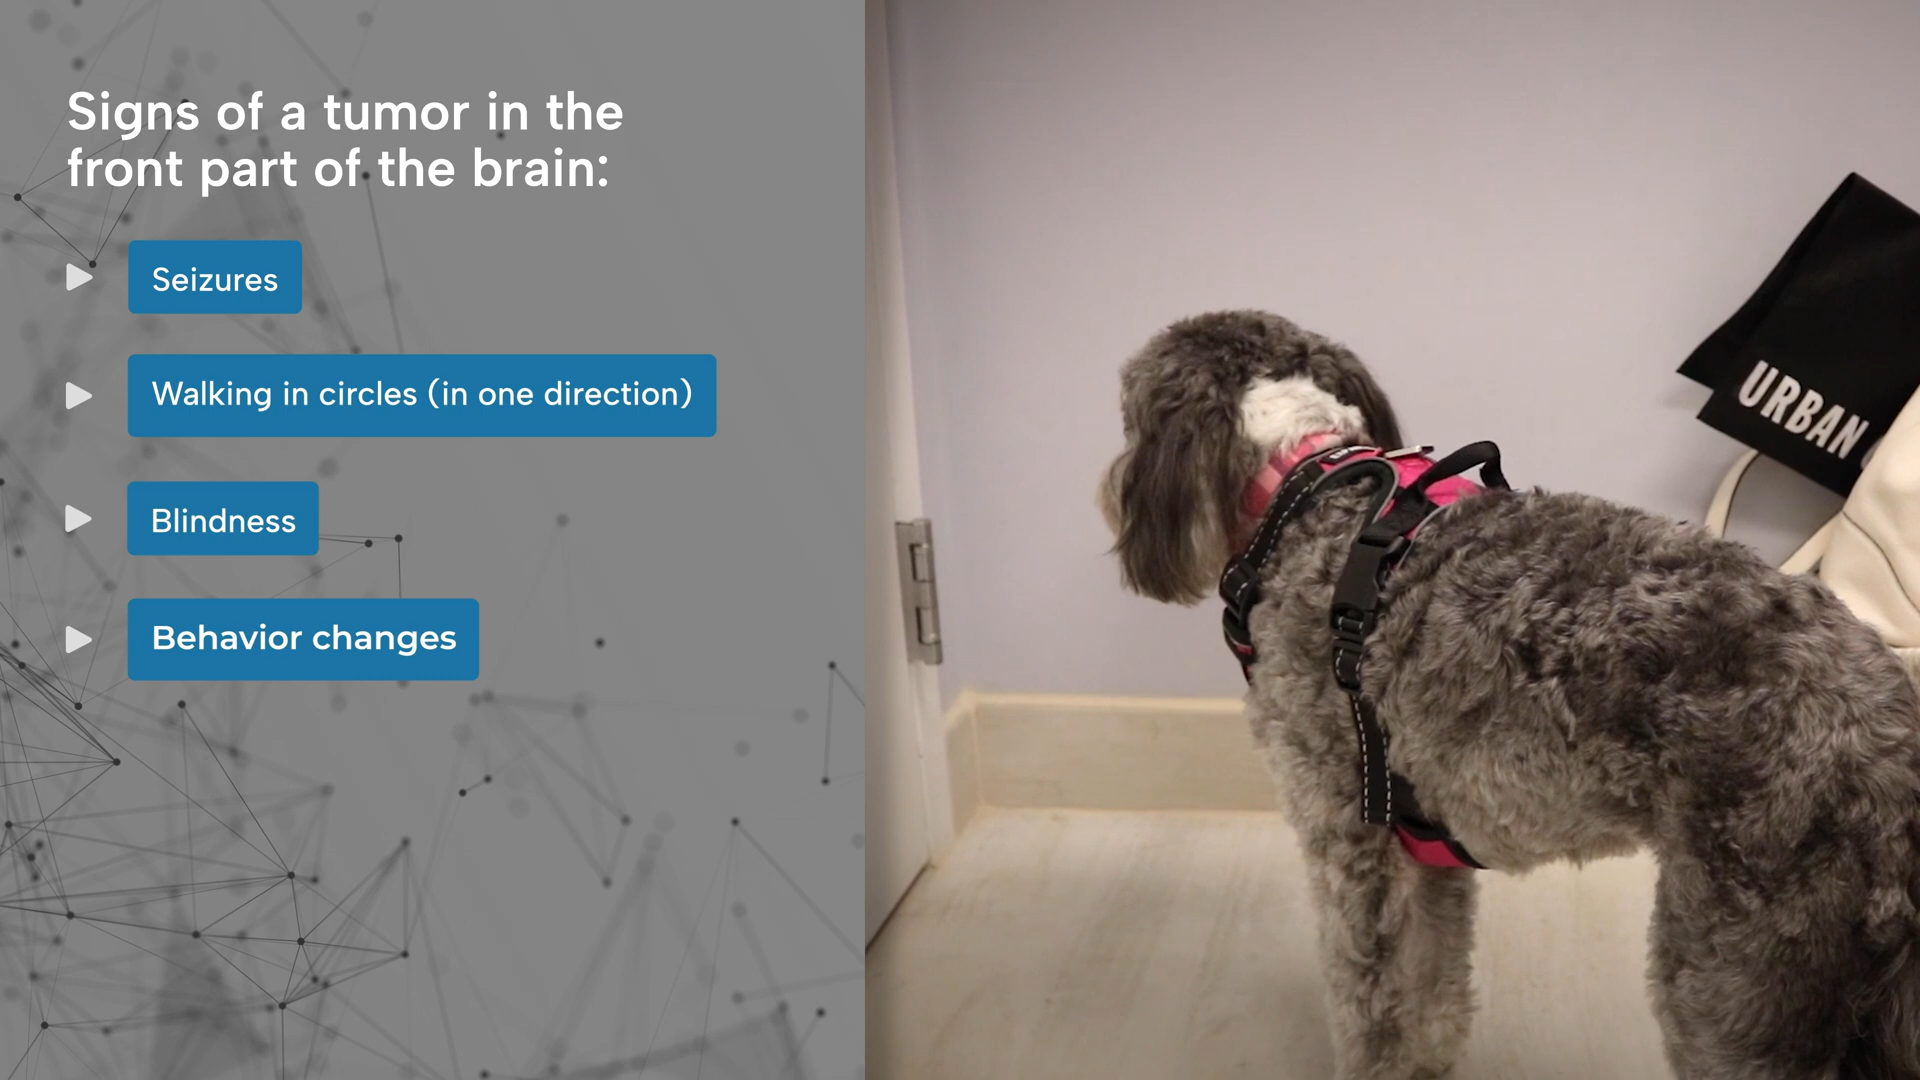 Signs of a tumor in the
front part of the brain:
Seizures
Walking in circles (in one direction)
Blindness
Behavior changes
URBAN